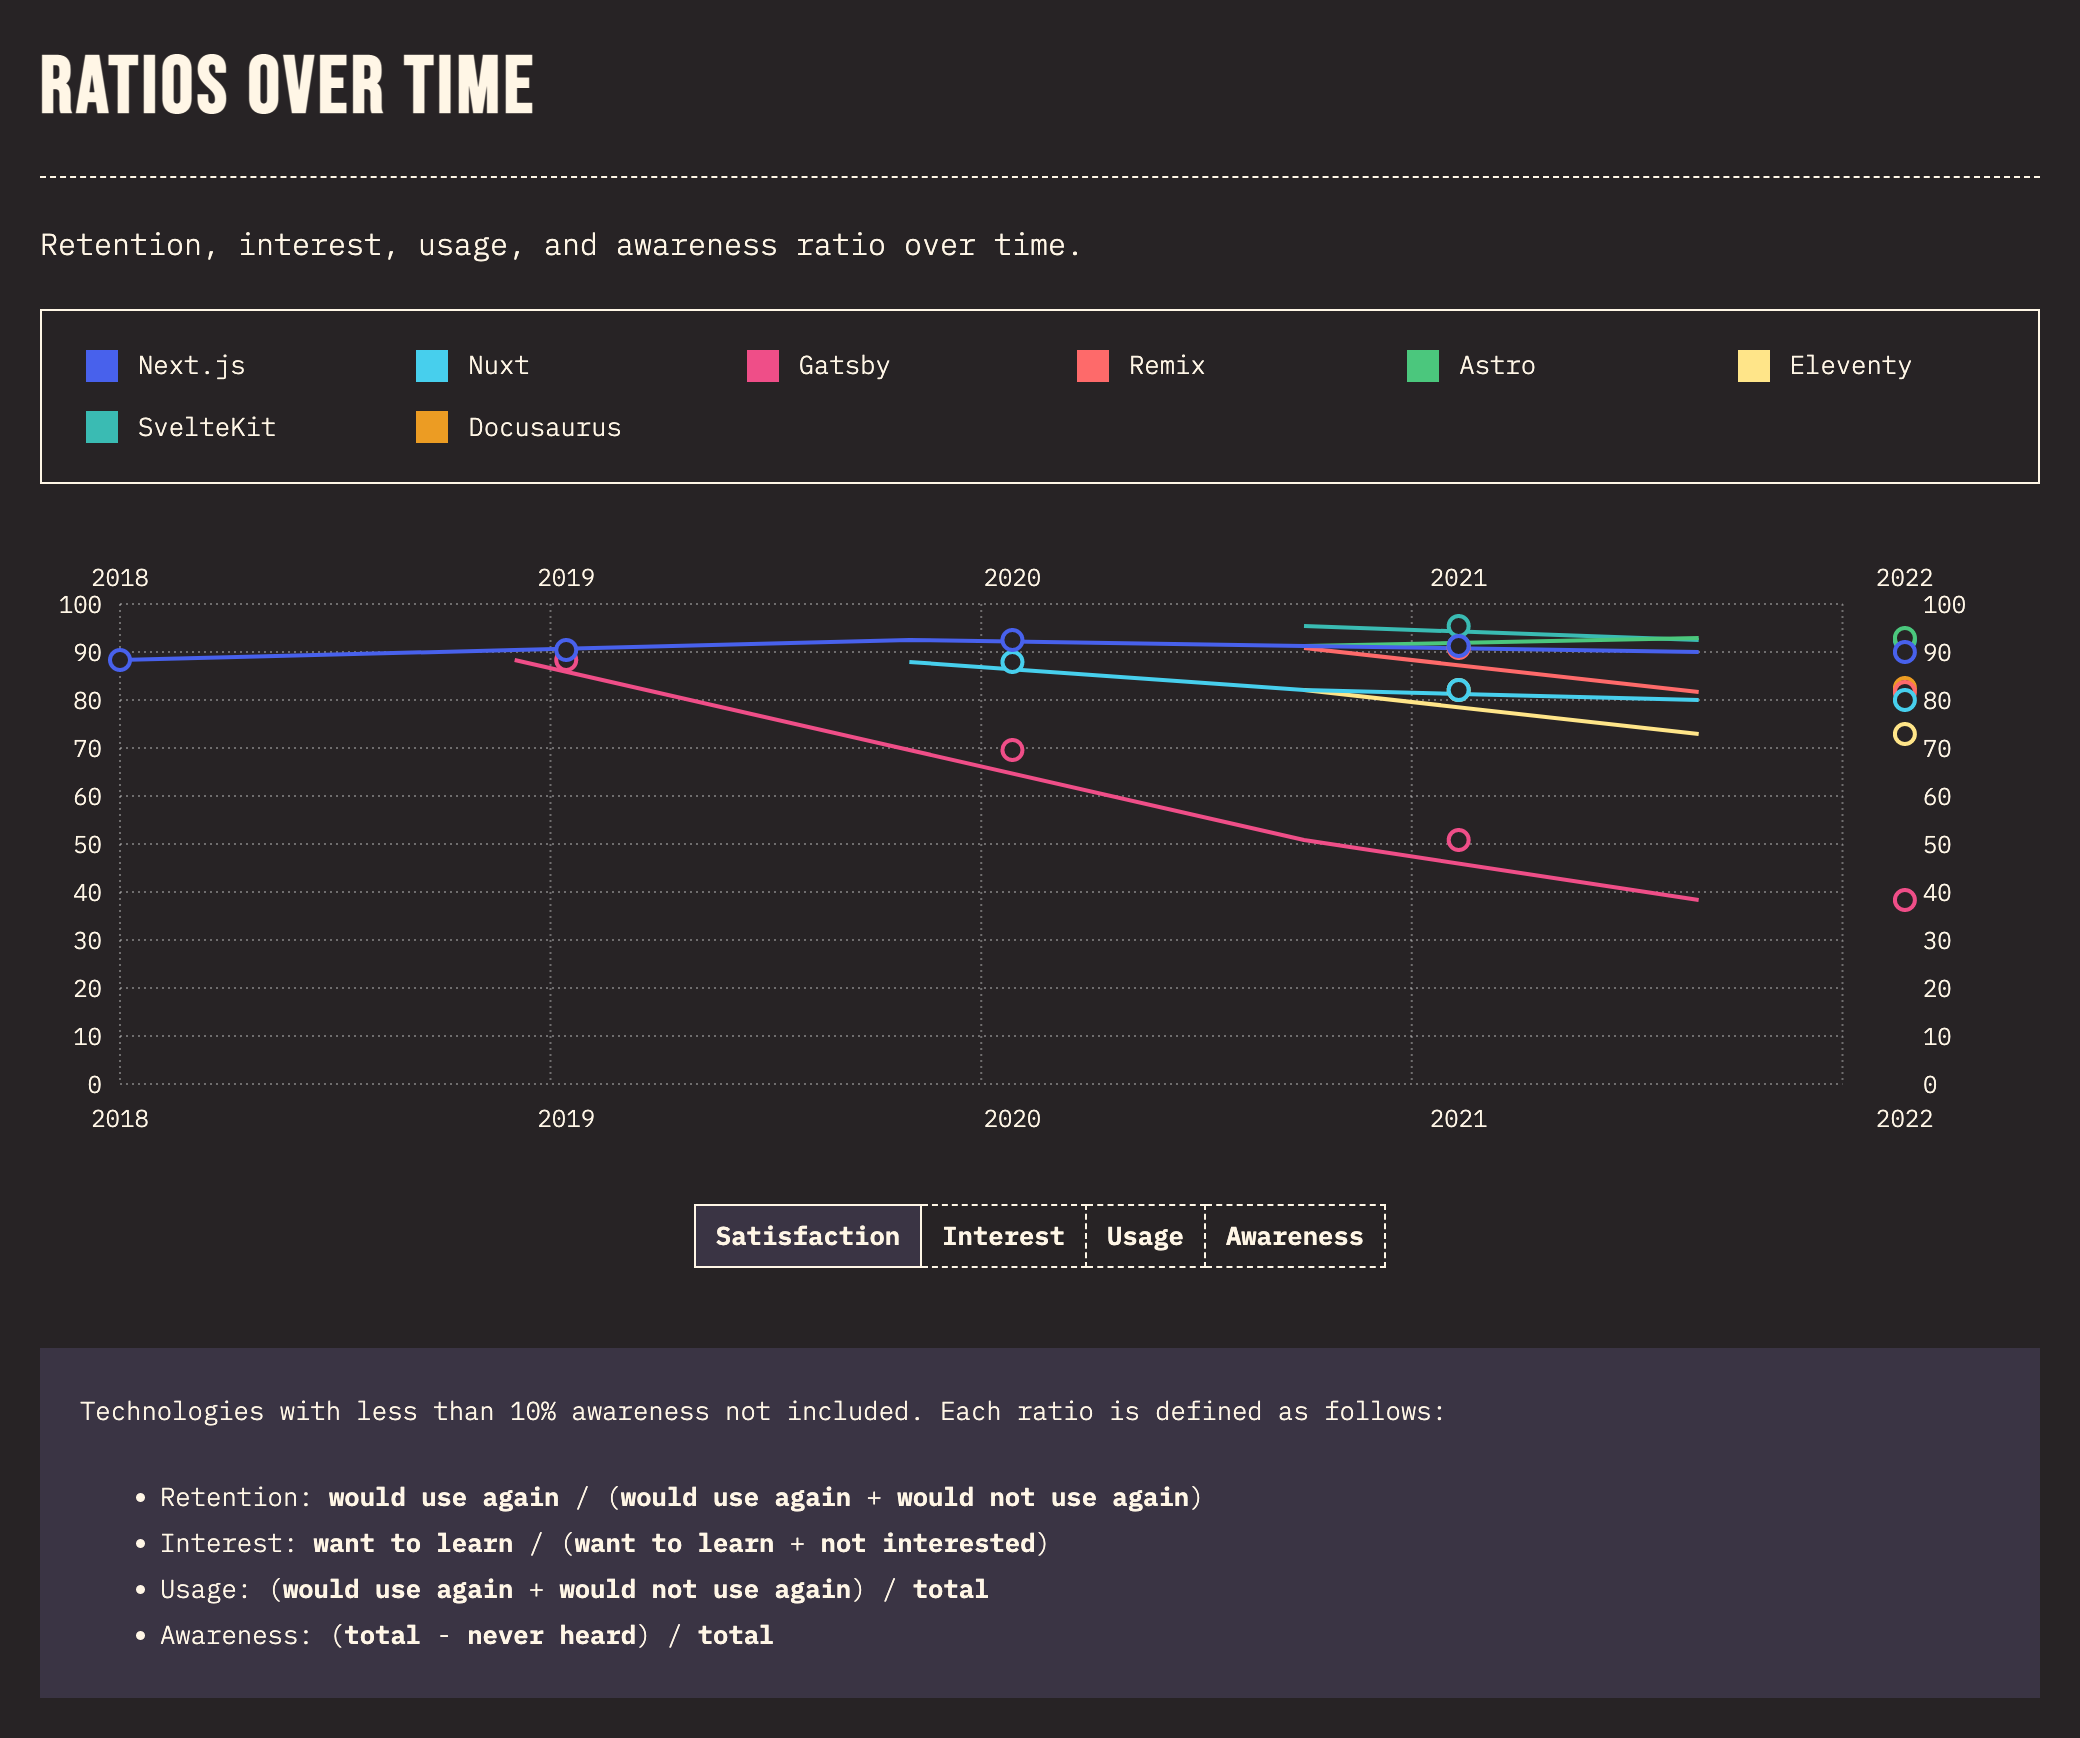 RATIOS OVER TIME
Retention, interest, usage, and awareness ratio over time.
Next.js Nuxt Gatsby Remix Astro Eleventy
SvelteKit Docusaurus
2018 2019 2020 2021 2022
100 100
90 90
80 80
70 70
60 60
50 50
40 40
30 30
20 20
10 10
0 0
2018 2019 2020 2021 2022
Satisfaction Interest Usage Awareness
Technologies with less than 10% awareness not included. Each ratio is defined as follows:
• Retention: would use again / (would use again + would not use again)
• Interest: want to learn / (want to learn + not interested)
• Usage: (would use again + would not use again) / total
• Awareness: (total - never heard) / total